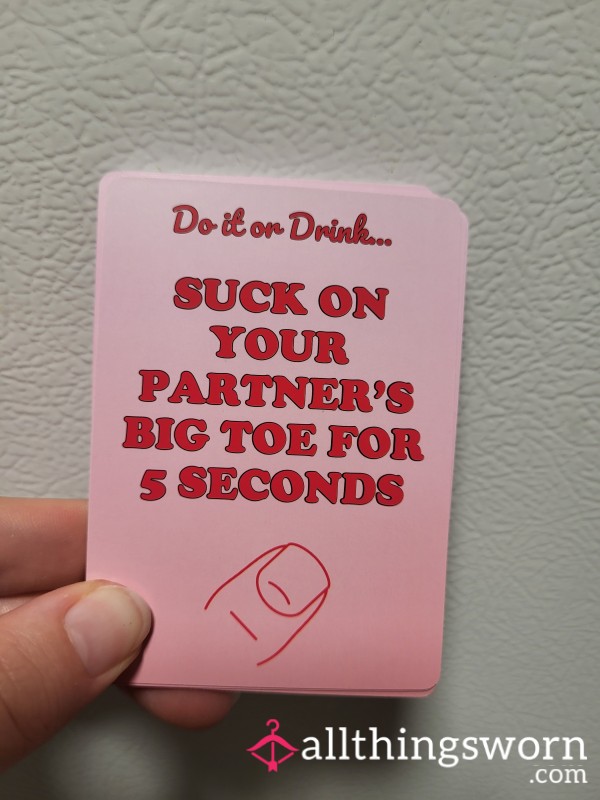 Do it or Drink...
SUCK ON
YOUR
PARTNER'S
BIG TOE FOR
5 SECONDS
allthingsworn
.com